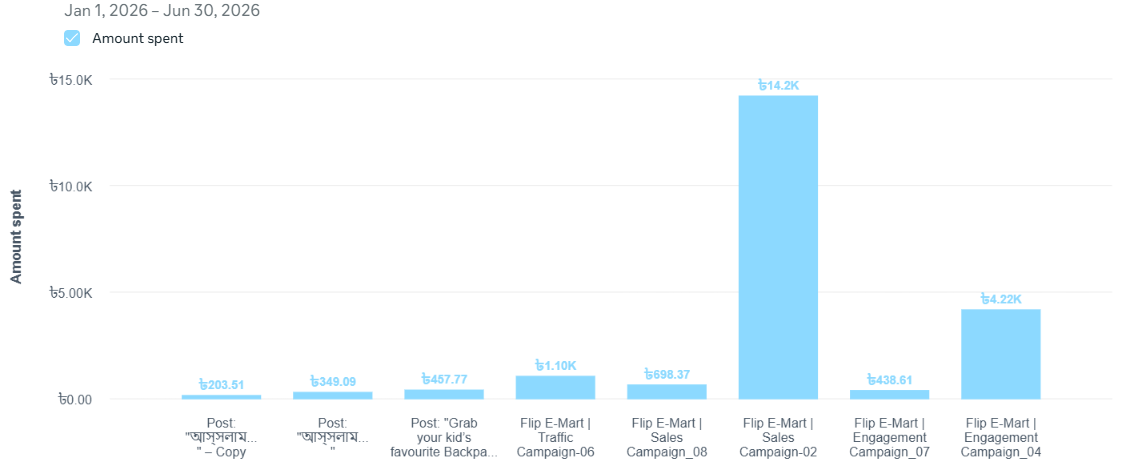 Jan 1, 2026 – Jun 30, 2026
Amount spent
৳15.0K
৳10.0K
৳5.00K
৳0.00
Amount spent
৳203.51
৳349.09
৳457.77
৳1.10K
৳698.37
৳14.2K
৳438.61
৳4.22K
Post:
"আস্সলাম...
" – Copy
Post:
"আস্সলাম...
"
Post: "Grab
your kid's
favourite Backpa...
Flip E-Mart |
Traffic
Campaign-06
Flip E-Mart |
Sales
Campaign_08
Flip E-Mart |
Sales
Campaign-02
Flip E-Mart |
Engagement
Campaign_07
Flip E-Mart |
Engagement
Campaign_04